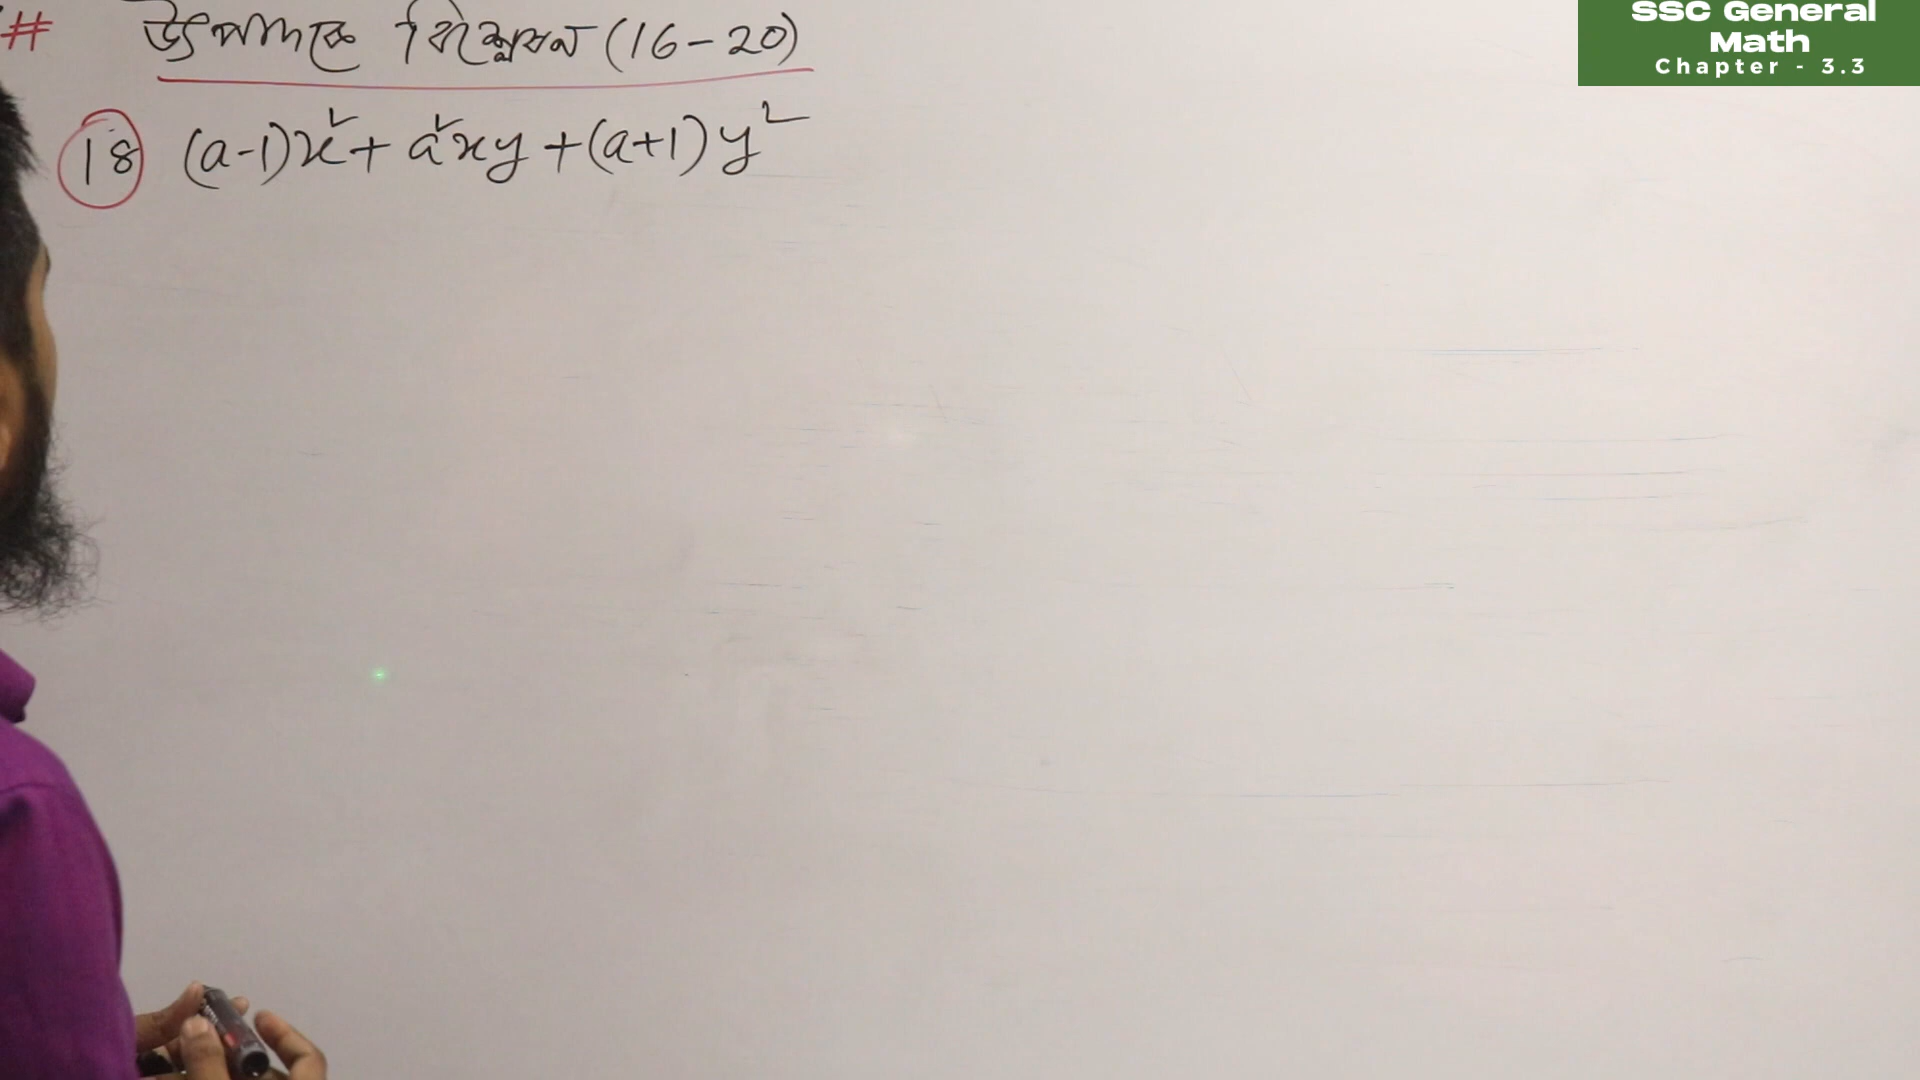 # উৎপাদকে বিশ্লেষণ (16-20)
18 (a-1)x²+ a²xy +(a+1) y²
SSC General
Math
Chapter - 3.3